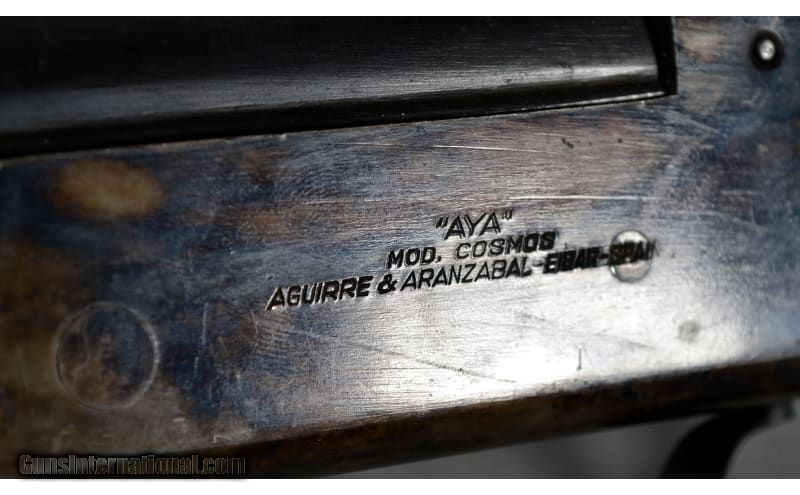 "AYA"
MOD. COSMOS
AGUIRRE & ARANZABAL-EIBAR-SPAIN
GunsInternational.com